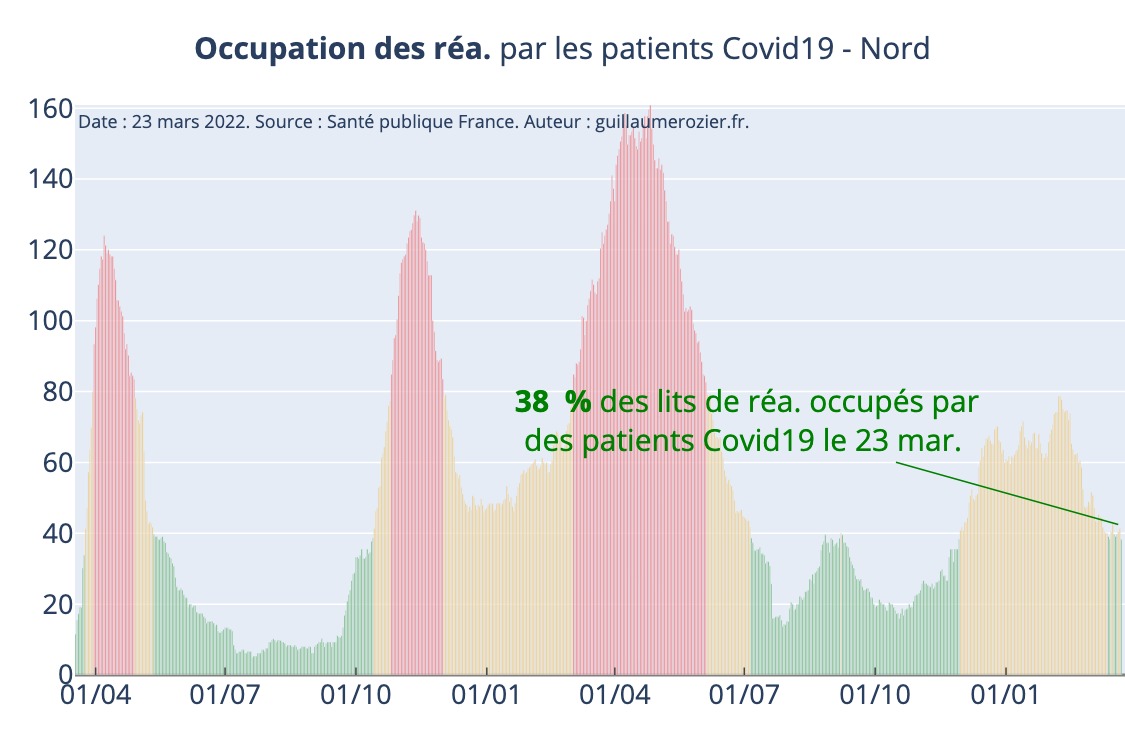 Occupation des réa. par les patients Covid19 - Nord
160
Date : 23 mars 2022. Source : Santé publique France. Auteur : guillaumerozier.fr.
140
120
100
80
38 % des lits de réa. occupés par
des patients Covid19 le 23 mar.
60
40
20
0
01/04 01/07 01/10 01/01 01/04 01/07 01/10 01/01